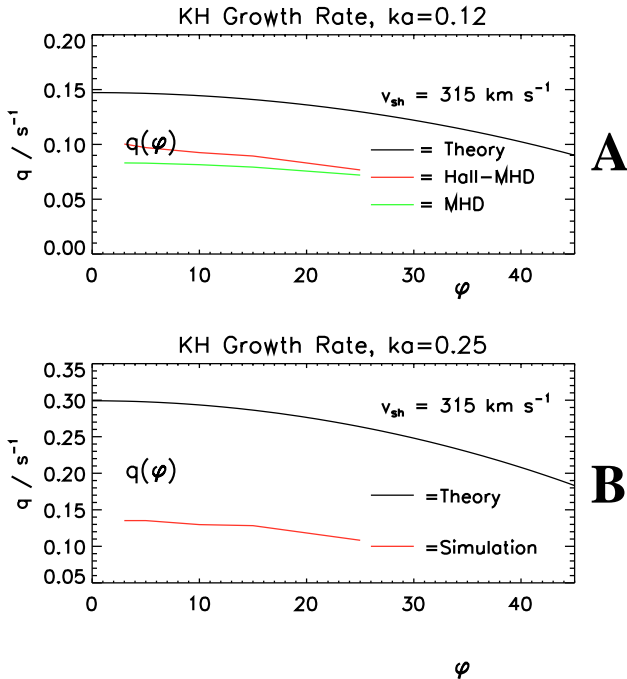 KH Growth Rate, ka=0.12
0.20
0.15
0.10
0.05
0.00
q / s⁻¹
v_sh = 315 km s⁻¹
q(φ)
= Theory
= Hall-MHD
= MHD
A
0 10 20 30 40
φ
KH Growth Rate, ka=0.25
0.35
0.30
0.25
0.20
0.15
0.10
0.05
q / s⁻¹
v_sh = 315 km s⁻¹
q(φ)
=Theory
=Simulation
B
0 10 20 30 40
φ